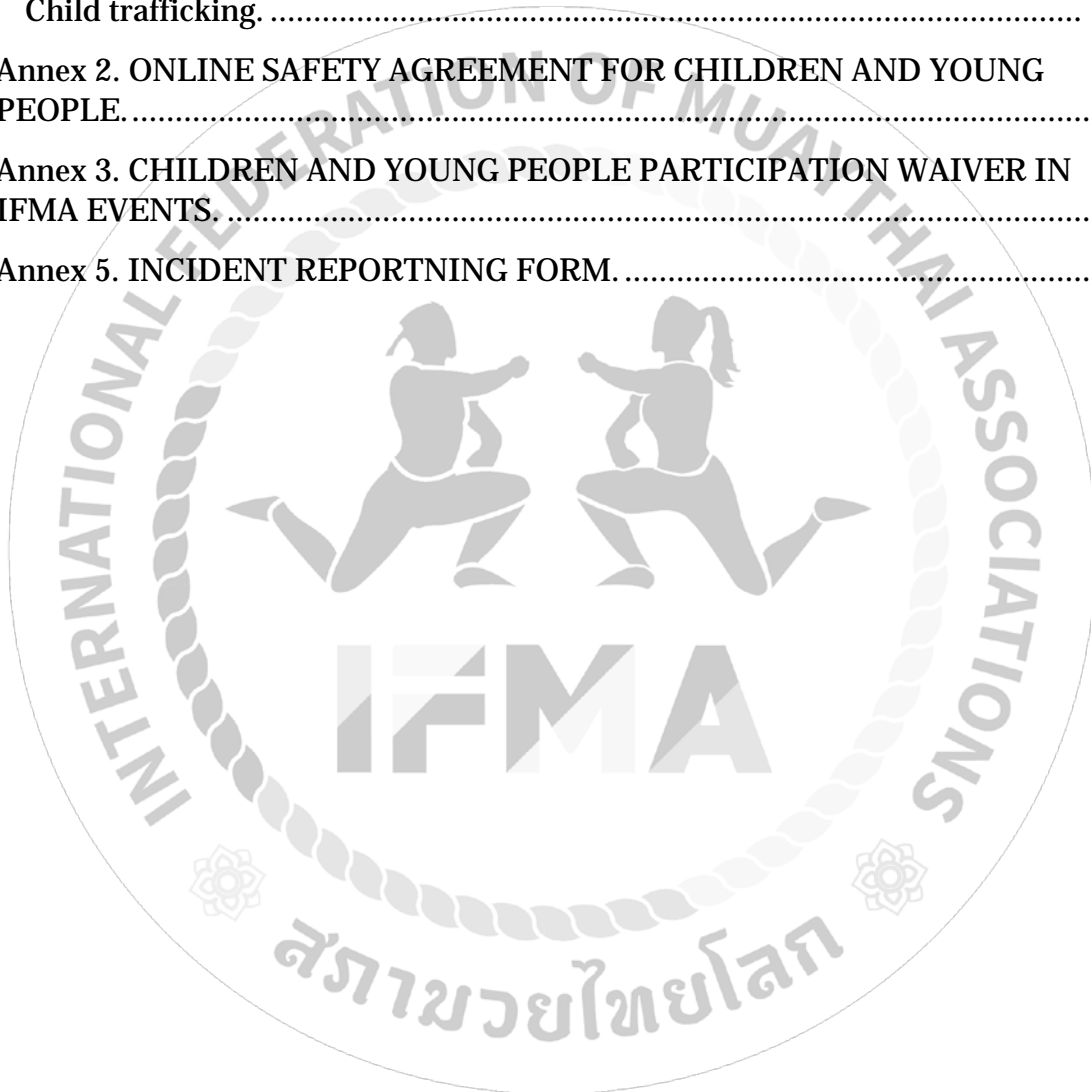 Child trafficking. ................................................................................
Annex 2. ONLINE SAFETY AGREEMENT FOR CHILDREN AND YOUNG
PEOPLE. ................................................................................................
Annex 3. CHILDREN AND YOUNG PEOPLE PARTICIPATION WAIVER IN
IFMA EVENTS. ......................................................................................
Annex 5. INCIDENT REPORTNING FORM. ..............................................
INTERNATIONAL FEDERATION OF MUAYTHAI ASSOCIATIONS
IFMA
สภามวยไทยโลก